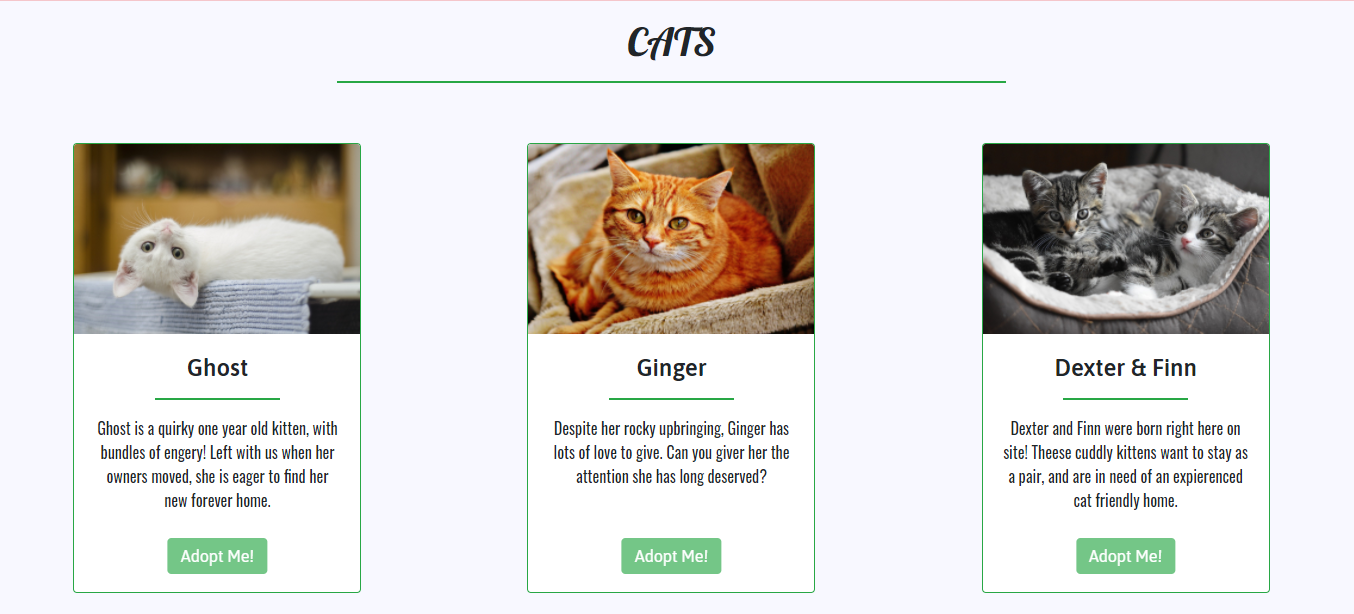 CATS
Ghost
Ghost is a quirky one year old kitten, with
bundles of engery! Left with us when her
owners moved, she is eager to find her
new forever home.
Adopt Me!
Ginger
Despite her rocky upbringing, Ginger has
lots of love to give. Can you giver her the
attention she has long deserved?
Adopt Me!
Dexter & Finn
Dexter and Finn were born right here on
site! Theese cuddly kittens want to stay as
a pair, and are in need of an expierenced
cat friendly home.
Adopt Me!